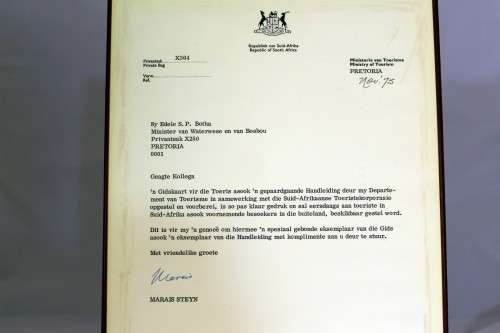 Republiek van Suid-Afrika
Republic of South Africa
Privaatsak X384
Private Bag
Verw.
Ref.
Ministerie van Toerisme
Ministry of Tourism
PRETORIA
Nov. '75
Sy Edele S. P. Botha
Minister van Waterwese en van Bosbou
Privaatsak X250
PRETORIA
0001
Geagte Kollega
'n Gidskaart vir die Toeris asook 'n gepaardgaande Handleiding deur my Departe-
ment van Toerisme in samewerking met die Suid-Afrikaanse Toeristekorporasie
opgestel en voorberei, is so pas klaar gedruk en sal eersdaags aan toeriste in
Suid-Afrika asook voornemende besoekers in die buiteland, beskikbaar gestel word.
Dit is vir my 'n genoeë om hiermee 'n spesiaal gebonde eksemplaar van die Gids
asook 'n eksemplaar van die Handleiding met komplimente aan u deur te stuur.
Met vriendelike groete
Marais
MARAIS STEYN